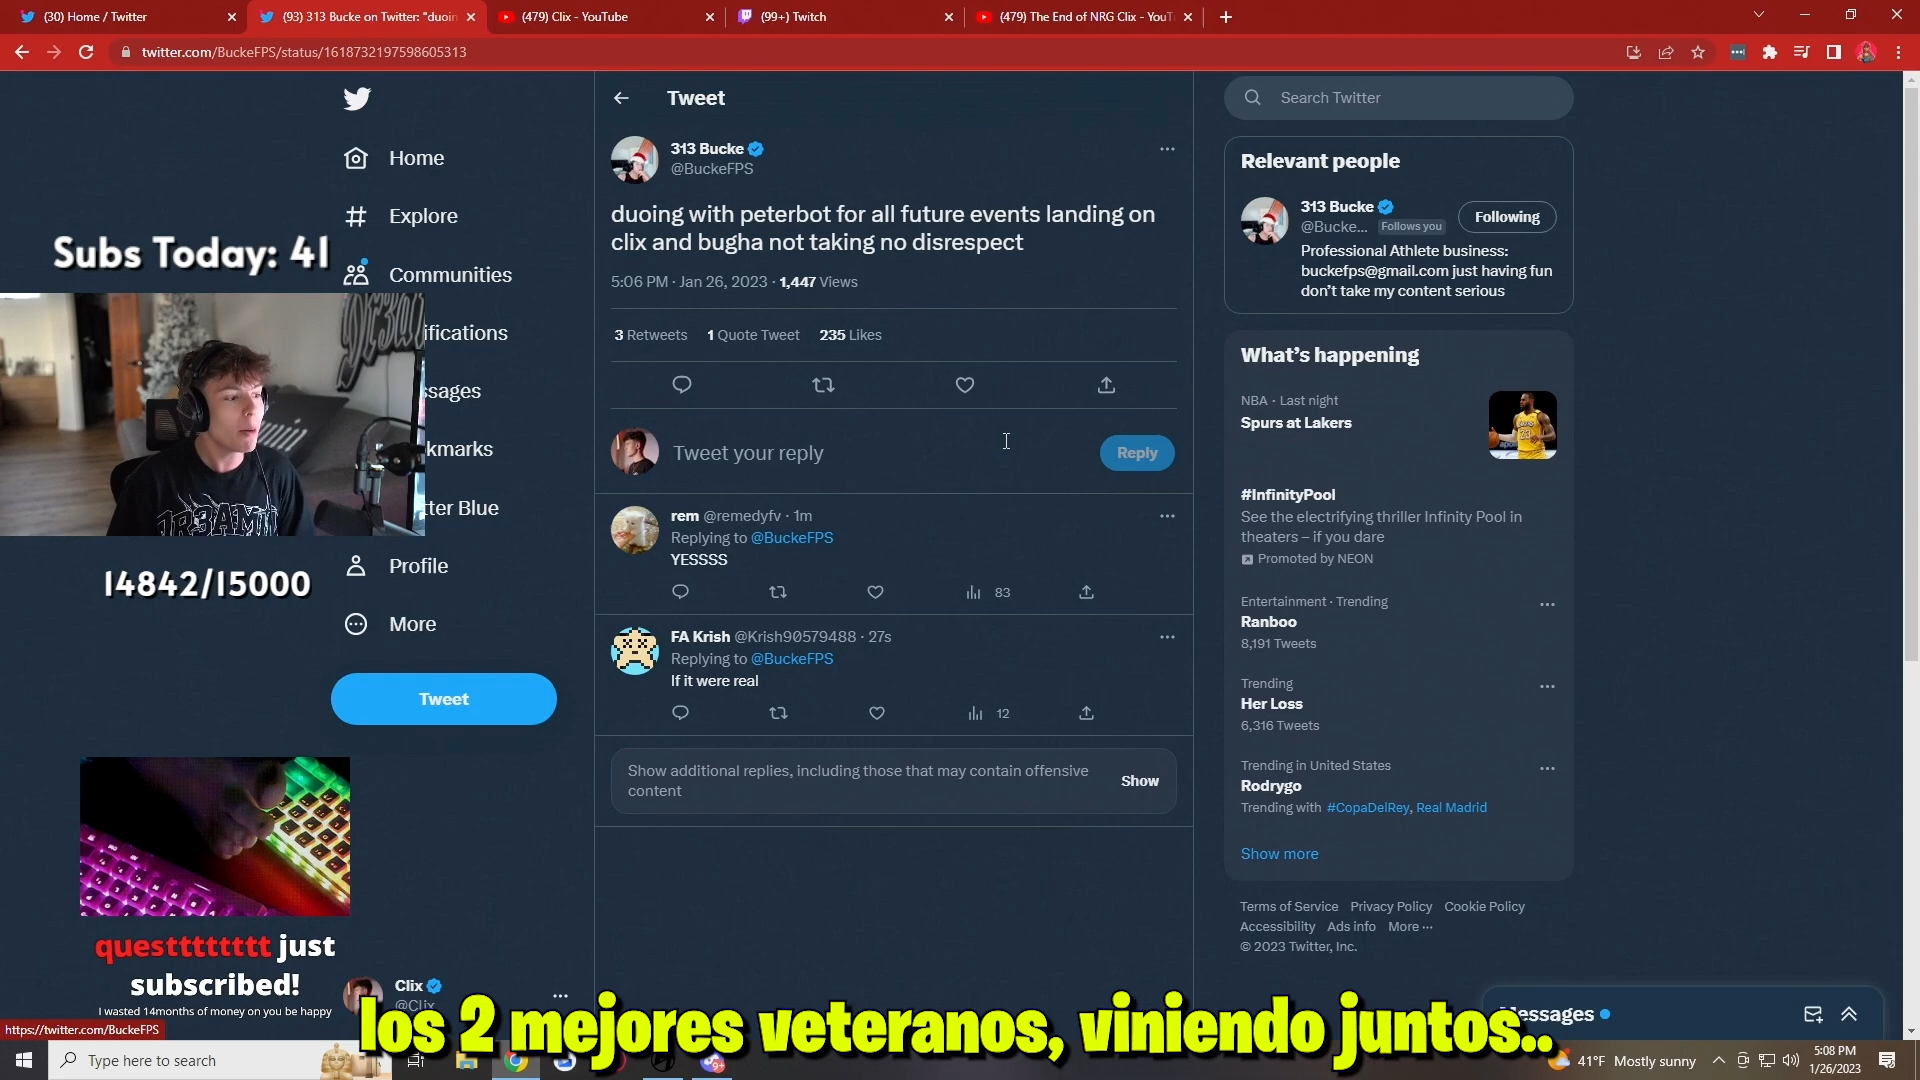 (30) Home / Twitter
(93) 313 Bucke on Twitter: "duoin
(479) Clix - YouTube
(99+) Twitch
(479) The End of NRG Clix - YouT
twitter.com/BuckeFPS/status/1618732197598605313
Home
Explore
Communities
ifications
ssages
kmarks
tter Blue
Profile
More
Tweet
Subs Today: 41
14842/15000
questttttttt just
subscribed!
I wasted 14months of money on you be happy
Clix
@Clix
https://twitter.com/BuckeFPS
Tweet
313 Bucke
@BuckeFPS
duoing with peterbot for all future events landing on
clix and bugha not taking no disrespect
5:06 PM · Jan 26, 2023 · 1,447 Views
3 Retweets 1 Quote Tweet 235 Likes
Tweet your reply
Reply
rem @remedyfv · 1m
Replying to @BuckeFPS
YESSSS
83
FA Krish @Krish90579488 · 27s
Replying to @BuckeFPS
If it were real
12
Show additional replies, including those that may contain offensive
content
Show
Search Twitter
Relevant people
313 Bucke
@Bucke... Follows you
Following
Professional Athlete business:
buckefps@gmail.com just having fun
don't take my content serious
What's happening
NBA · Last night
Spurs at Lakers
#InfinityPool
See the electrifying thriller Infinity Pool in
theaters – if you dare
Promoted by NEON
Entertainment · Trending
Ranboo
8,191 Tweets
Trending
Her Loss
6,316 Tweets
Trending in United States
Rodrygo
Trending with #CopaDelRey, Real Madrid
Show more
Terms of Service Privacy Policy Cookie Policy
Accessibility Ads info More ···
© 2023 Twitter, Inc.
Messages
los 2 mejores veteranos, viniendo juntos..
Type here to search
9+
41°F Mostly sunny
5:08 PM
1/26/2023